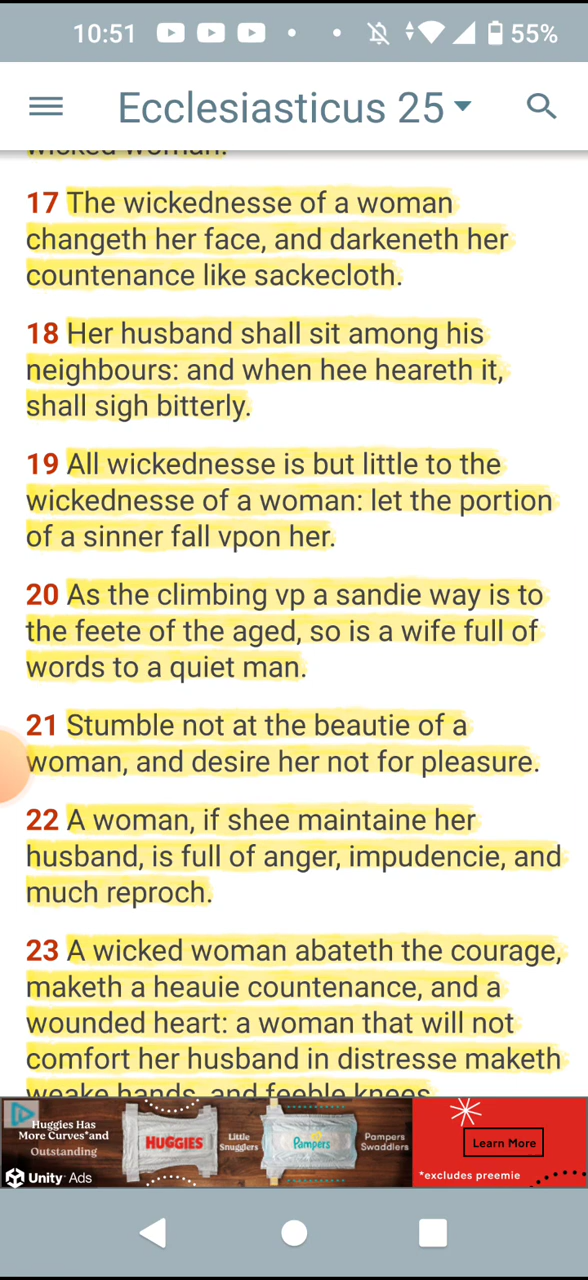 10:51
55%
Ecclesiasticus 25
wicked woman.
17 The wickednesse of a woman
changeth her face, and darkeneth her
countenance like sackecloth.
18 Her husband shall sit among his
neighbours: and when hee heareth it,
shall sigh bitterly.
19 All wickednesse is but little to the
wickednesse of a woman: let the portion
of a sinner fall vpon her.
20 As the climbing vp a sandie way is to
the feete of the aged, so is a wife full of
words to a quiet man.
21 Stumble not at the beautie of a
woman, and desire her not for pleasure.
22 A woman, if shee maintaine her
husband, is full of anger, impudencie, and
much reproch.
23 A wicked woman abateth the courage,
maketh a heauie countenance, and a
wounded heart: a woman that will not
comfort her husband in distresse maketh
weake hands, and feeble knees.
Huggies Has
More Curves*and
Outstanding
Unity Ads
HUGGIES
Little
Snugglers
Pampers
Pampers
Swaddlers
Learn More
*excludes preemie